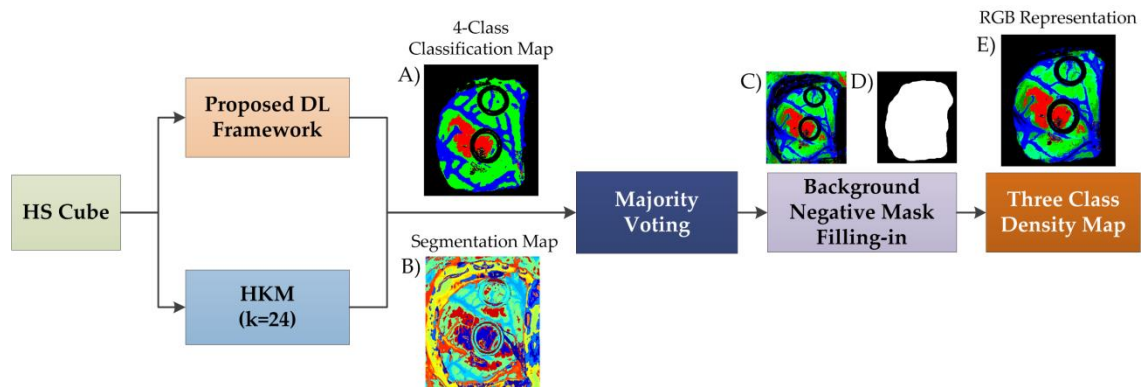 HS Cube
Proposed DL
Framework
HKM
(k=24)
4-Class
Classification Map
A)
Segmentation Map
B)
Majority
Voting
C)
D)
Background
Negative Mask
Filling-in
RGB Representation
E)
Three Class
Density Map